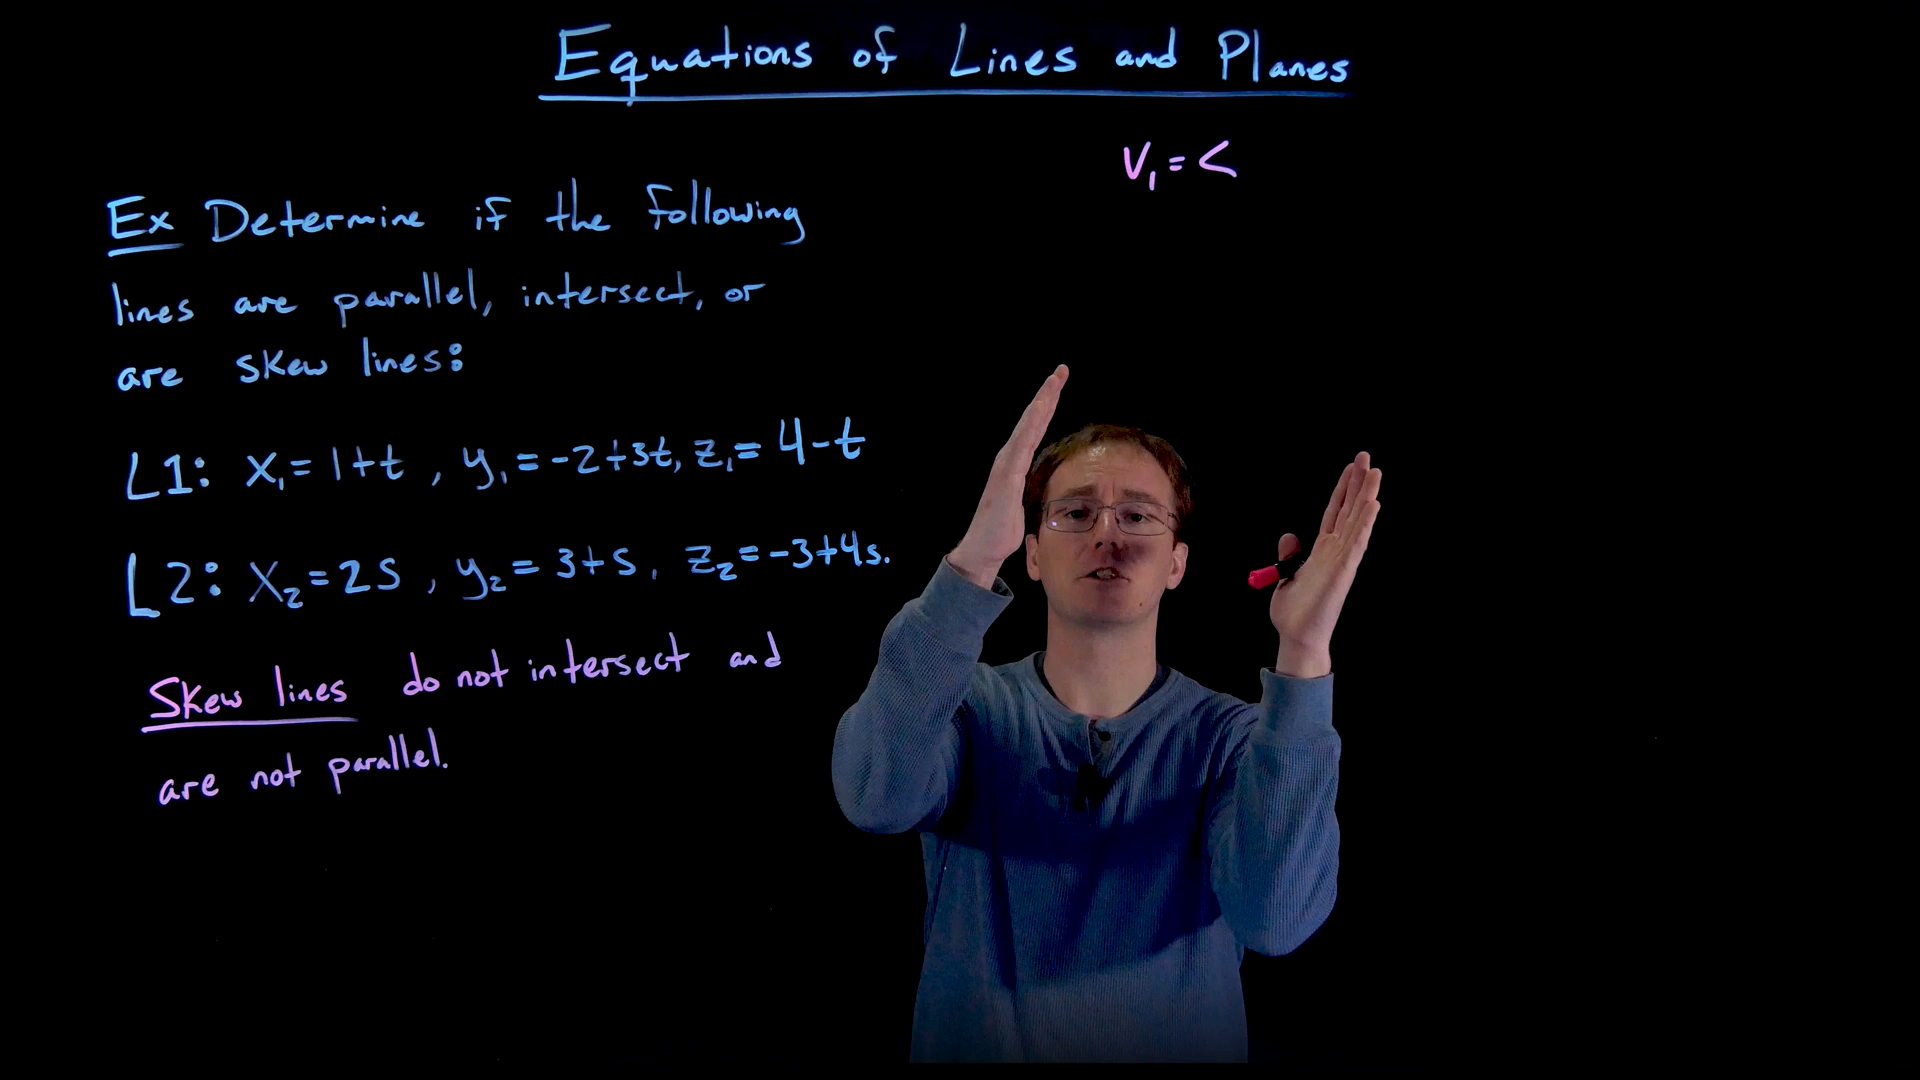 Equations of Lines and Planes
V₁ = <
Ex Determine if the following
lines are parallel, intersect, or
are skew lines:
L1: x₁ = 1+t , y₁ = -2+3t, z₁ = 4-t
L2: x₂ = 2s , y₂ = 3+s, z₂ = -3+4s.
Skew lines do not intersect and
are not parallel.